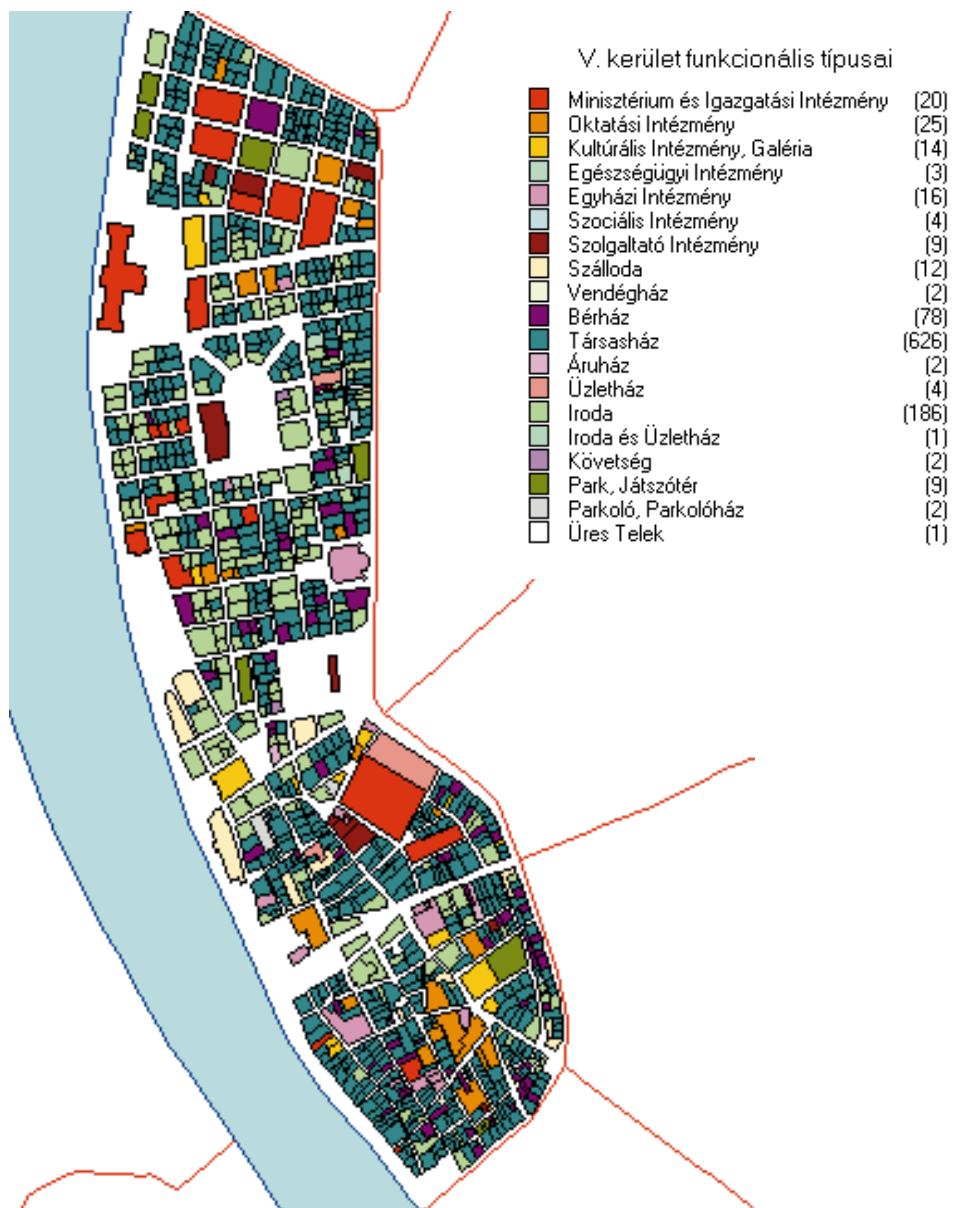 V. kerület funkcionális típusai
Minisztérium és Igazgatási Intézmény (20)
Oktatási Intézmény (25)
Kultúrális Intézmény, Galéria (14)
Egészségügyi Intézmény (3)
Egyházi Intézmény (16)
Szociális Intézmény (4)
Szolgaltató Intézmény (9)
Szálloda (12)
Vendégház (2)
Bérház (78)
Társasház (626)
Áruház (2)
Üzletház (4)
Iroda (186)
Iroda és Üzletház (1)
Követség (2)
Park, Játszótér (9)
Parkoló, Parkolóház (2)
Üres Telek (1)